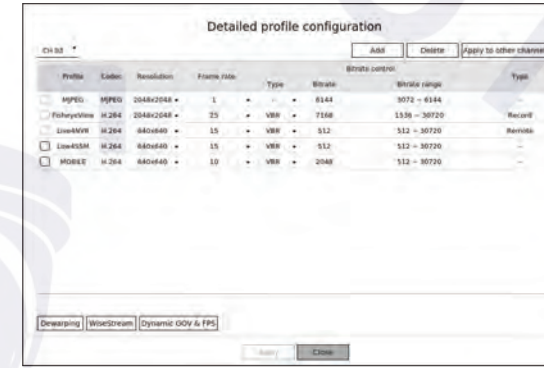 Detailed profile configuration
CH 03
Add Delete Apply to other channe
Profile Codec Resolution Frame rate Bitrate control Type
Type Bitrate Bitrate range
MJPEG MJPEG 2048x2048 1 - 6144 3072 ~ 6144 -
FisheyeView H.264 2048x2048 25 VBR 7168 1536 ~ 30720 Record
Live4NVR H.264 640x640 15 VBR 512 512 ~ 30720 Remote
Live4SSM H.264 640x640 15 VBR 512 512 ~ 30720 -
MOBILE H.264 640x640 10 VBR 2048 512 ~ 30720 -
Dewarping WiseStream Dynamic GOV & FPS
Apply Close